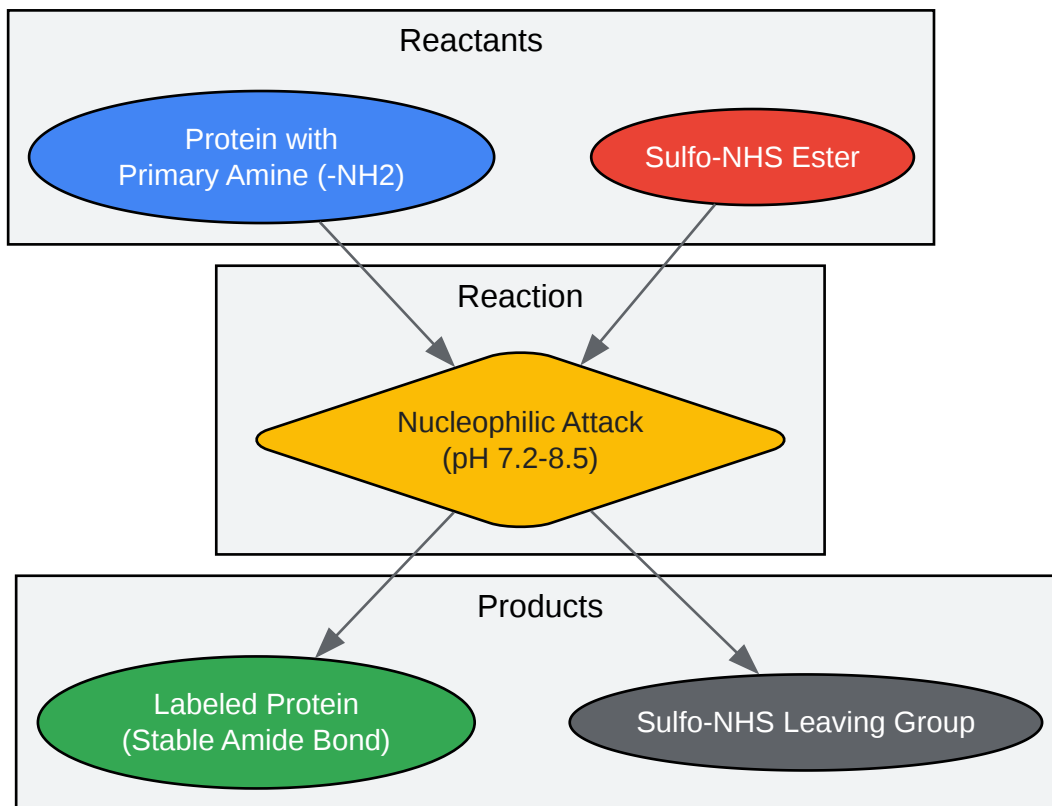 Reactants
Protein with
Primary Amine (-NH2)
Sulfo-NHS Ester
Reaction
Nucleophilic Attack
(pH 7.2-8.5)
Products
Labeled Protein
(Stable Amide Bond)
Sulfo-NHS Leaving Group